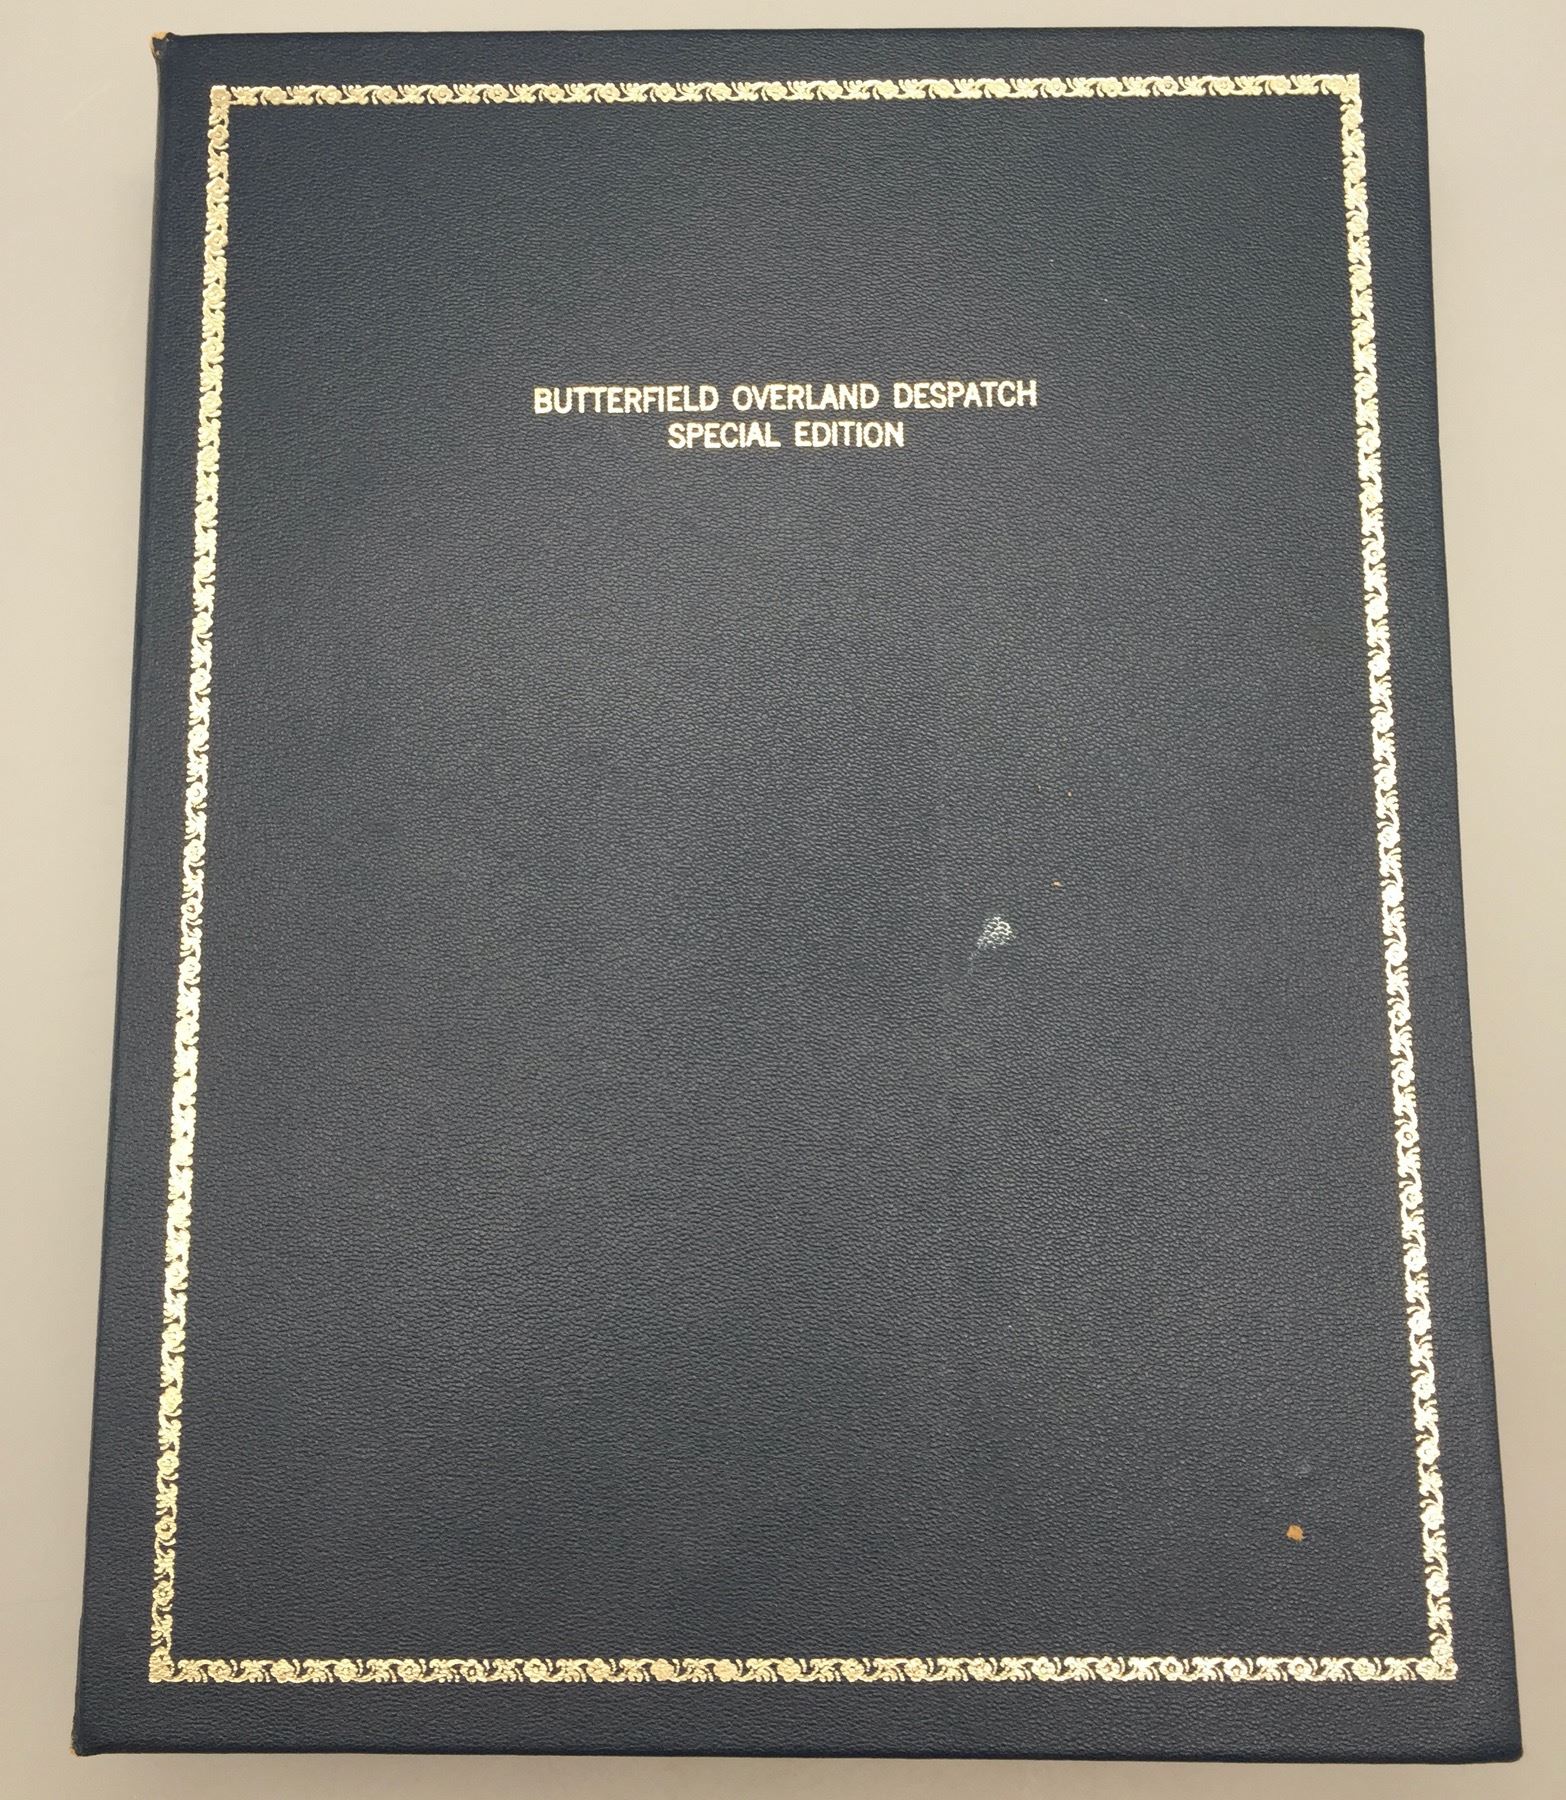 BUTTERFIELD OVERLAND DESPATCH
SPECIAL EDITION